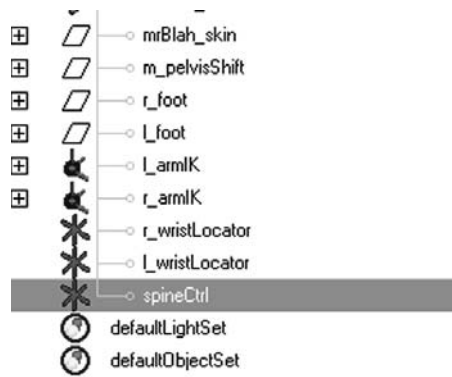 mrBlah_skin
m_pelvisShift
r_foot
l_foot
l_armIK
r_armIK
r_wristLocator
l_wristLocator
spineCtrl
defaultLightSet
defaultObjectSet